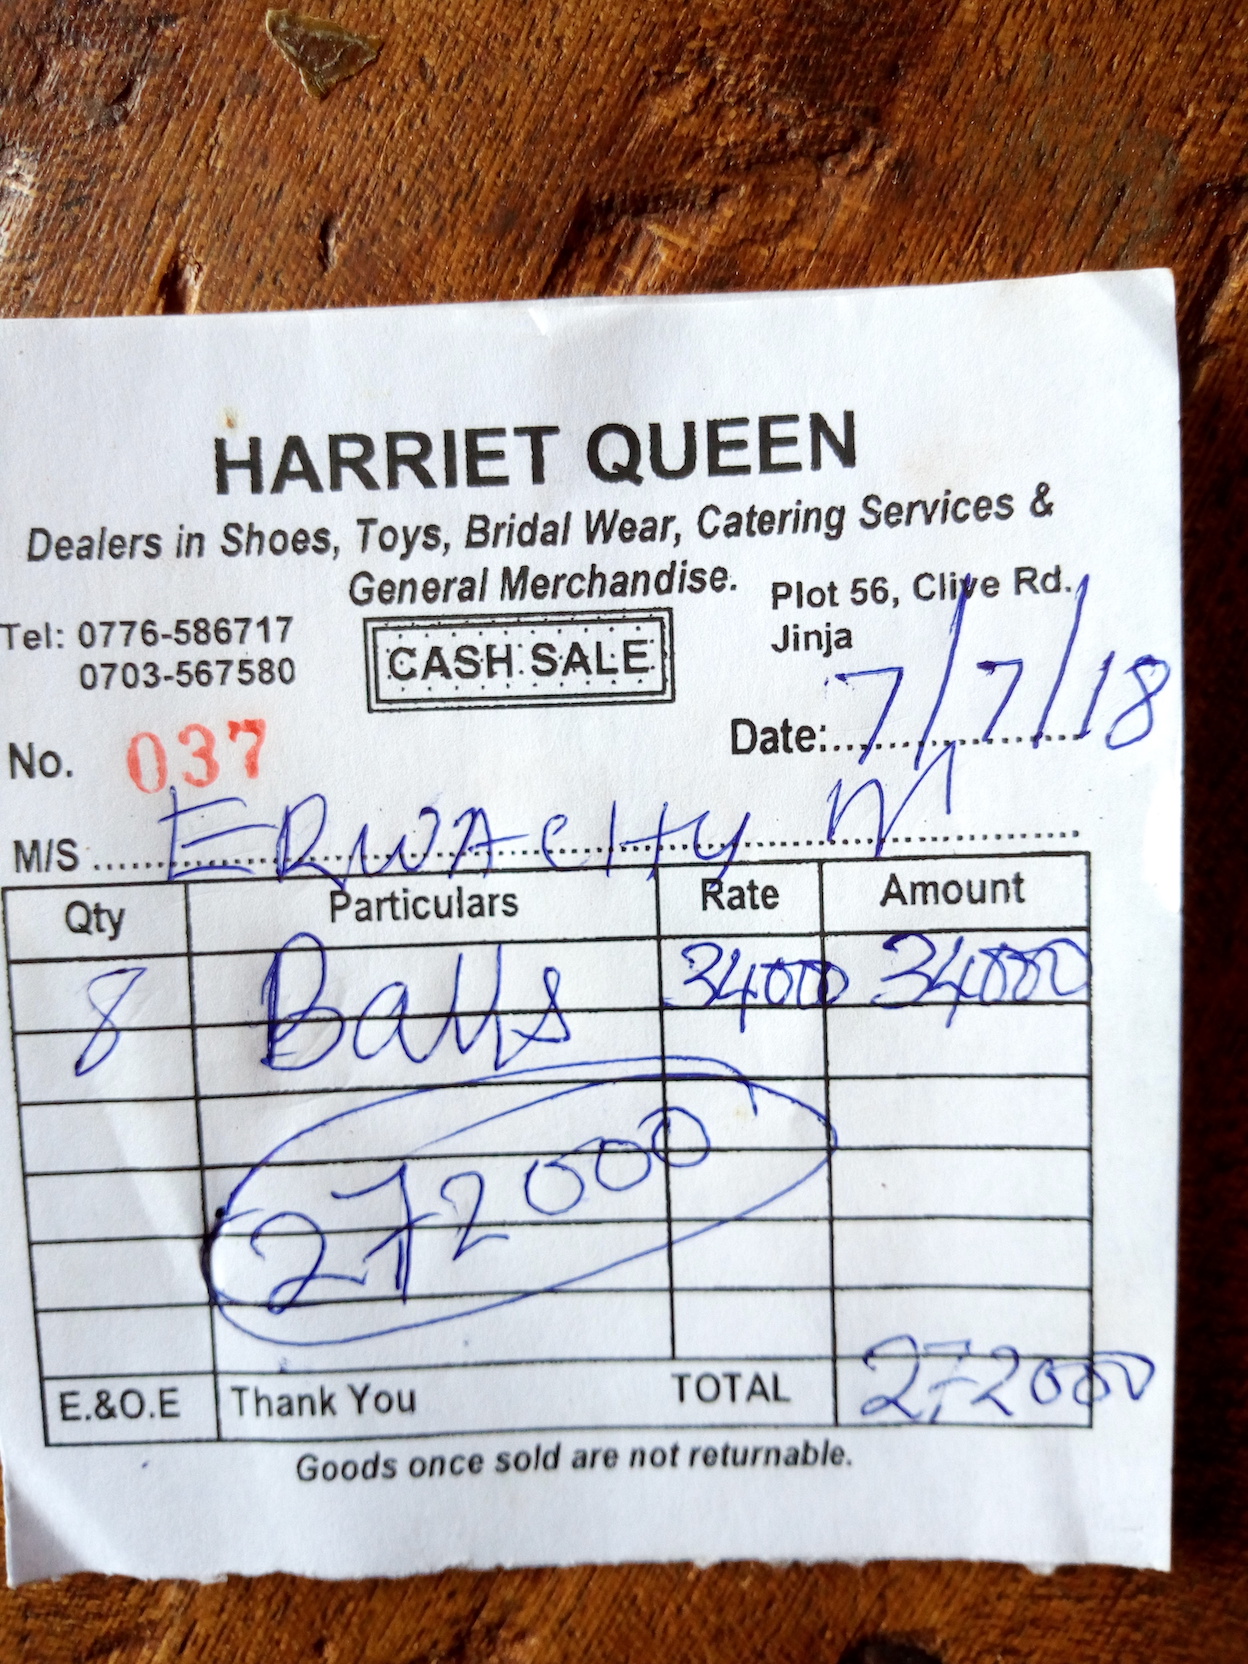 HARRIET QUEEN
Dealers in Shoes, Toys, Bridal Wear, Catering Services &
General Merchandise.
Plot 56, Clive Rd.,
Jinja
Tel: 0776-586717
0703-567580
CASH SALE
No. 037
Date: 7/7/18
M/S ERWACHY M
Qty Particulars Rate Amount
8 Balls 34000 34000
272000
E.&O.E Thank You TOTAL 272000
Goods once sold are not returnable.